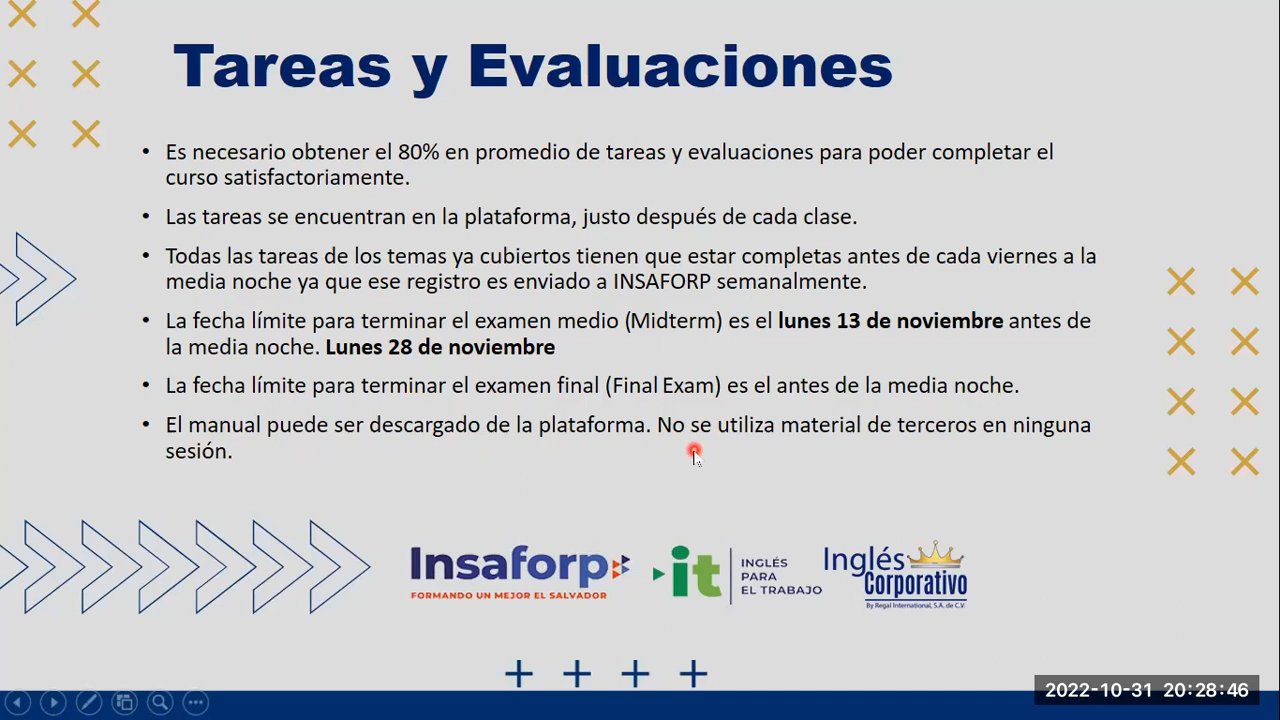 Tareas y Evaluaciones
• Es necesario obtener el 80% en promedio de tareas y evaluaciones para poder completar el
curso satisfactoriamente.
• Las tareas se encuentran en la plataforma, justo después de cada clase.
• Todas las tareas de los temas ya cubiertos tienen que estar completas antes de cada viernes a la
media noche ya que ese registro es enviado a INSAFORP semanalmente.
• La fecha límite para terminar el examen medio (Midterm) es el lunes 13 de noviembre antes de
la media noche. Lunes 28 de noviembre
• La fecha límite para terminar el examen final (Final Exam) es el antes de la media noche.
• El manual puede ser descargado de la plataforma. No se utiliza material de terceros en ninguna
sesión.
Insaforp
FORMANDO UN MEJOR EL SALVADOR
it
INGLÉS
PARA
EL TRABAJO
Inglés
Corporativo
By Regal International, S.A. de C.V.
2022-10-31 20:28:46